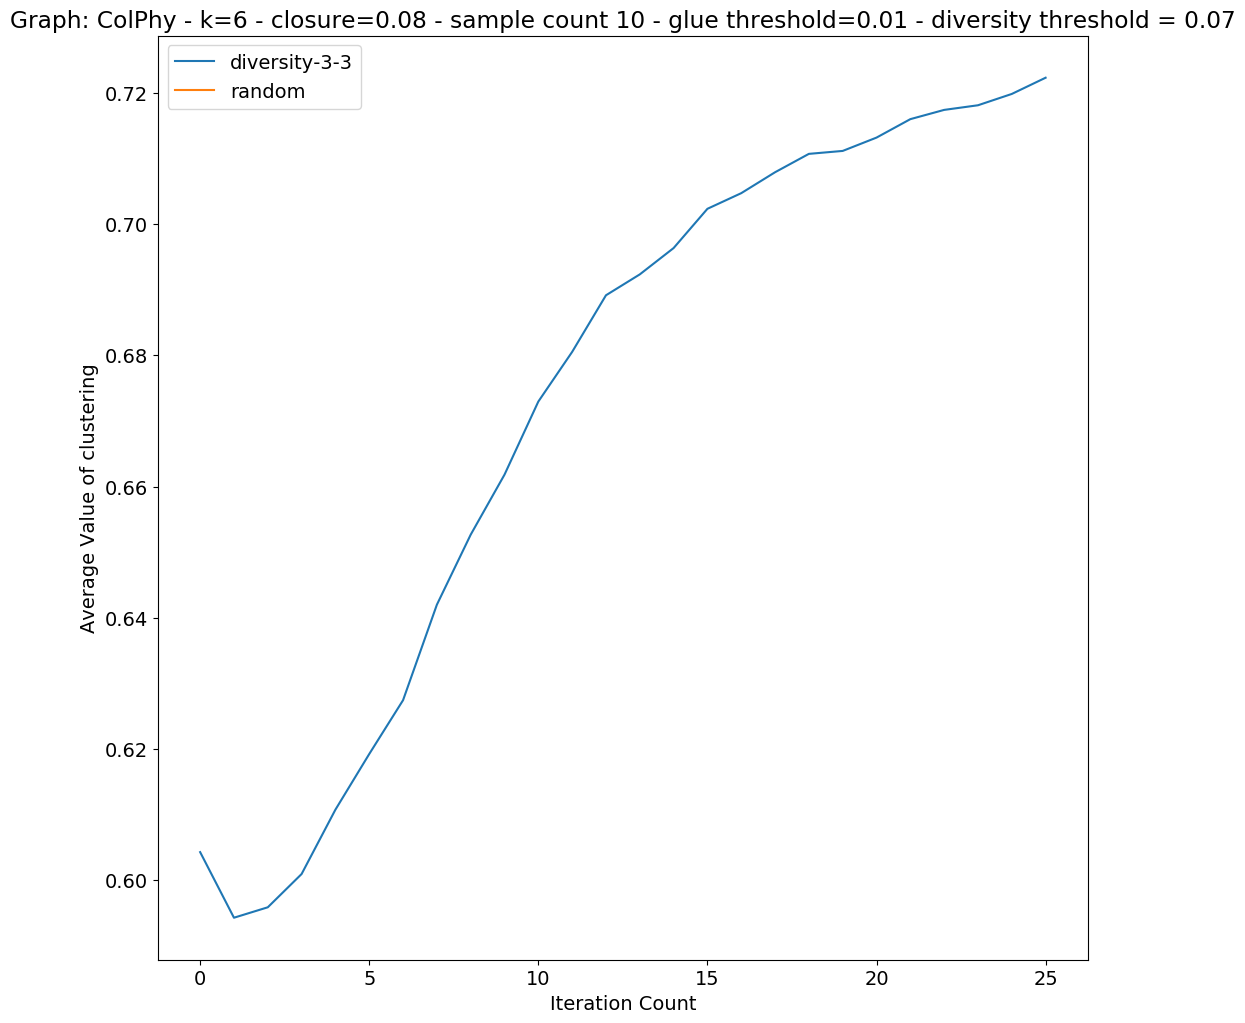 Graph: ColPhy - k=6 - closure=0.08 - sample count 10 - glue threshold=0.01 - diversity threshold = 0.07
diversity-3-3
random
0.72
0.70
0.68
0.66
0.64
0.62
0.60
Average Value of clustering
0
5
10
15
20
25
Iteration Count